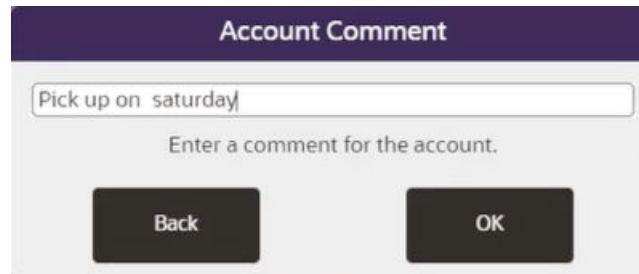 Account Comment
Pick up on  saturday
Enter a comment for the account.
Back OK